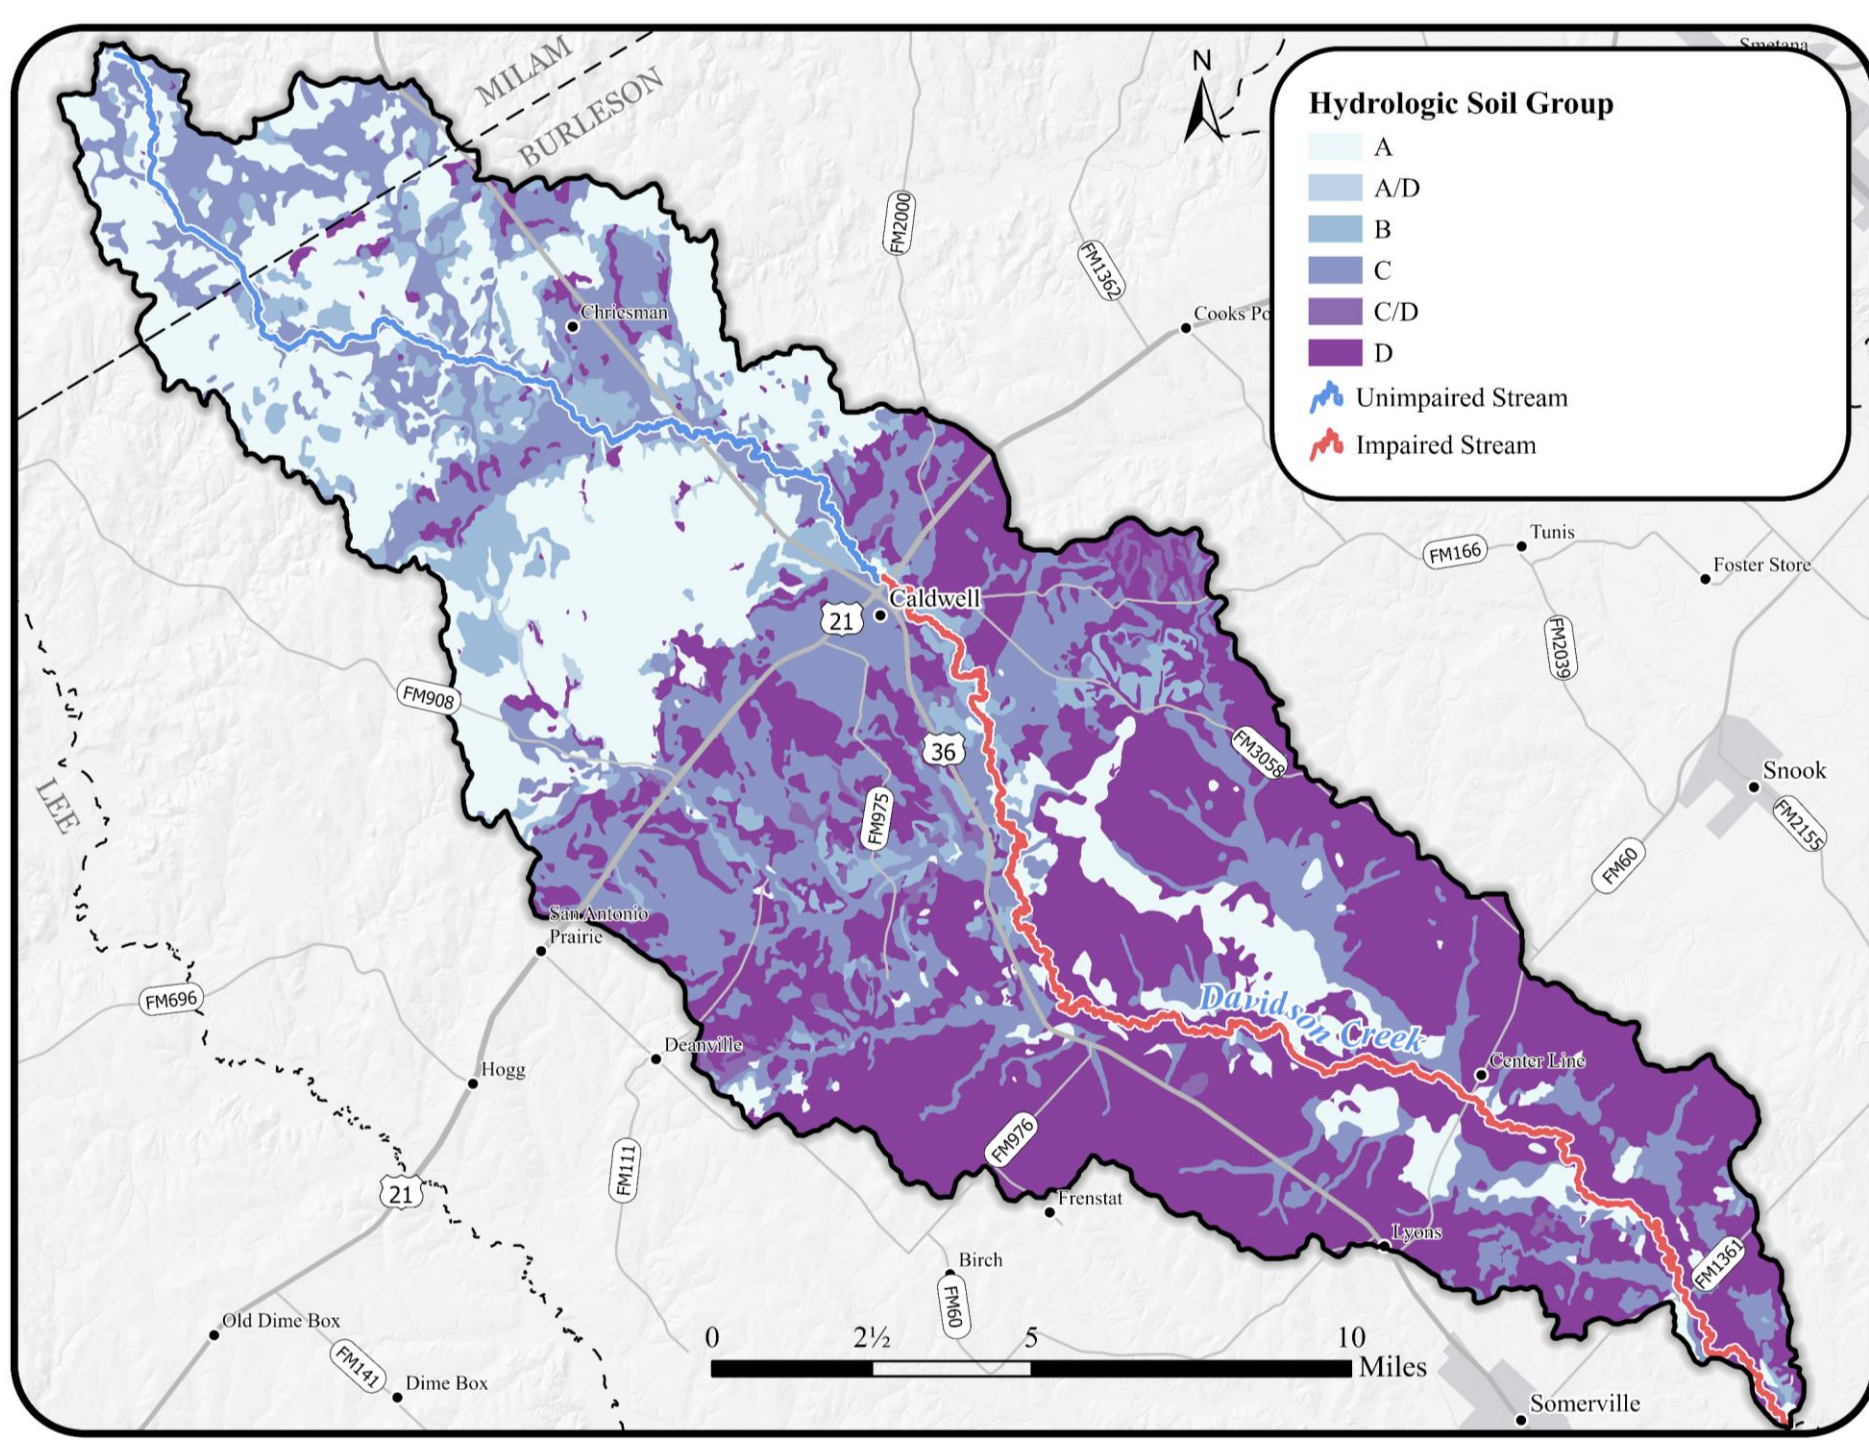 Smetana
MILAM
BURLESON
N
Hydrologic Soil Group
A
A/D
B
C
C/D
D
Unimpaired Stream
Impaired Stream
FM2000
FM1362
Chriesman
Cooks Po
Tunis
FM166
Foster Store
Caldwell
21
FM2039
FM908
36
FM3058
Snook
LEE
FM975
FM2155
FM60
San Antonio
Prairie
FM696
Davidson Creek
Deanville
Center Line
Hogg
FM976
FM111
21
Frenstat
Lyons
FM1361
Birch
FM60
Old Dime Box
0 2½ 5 10
Miles
FM141
Dime Box
Somerville